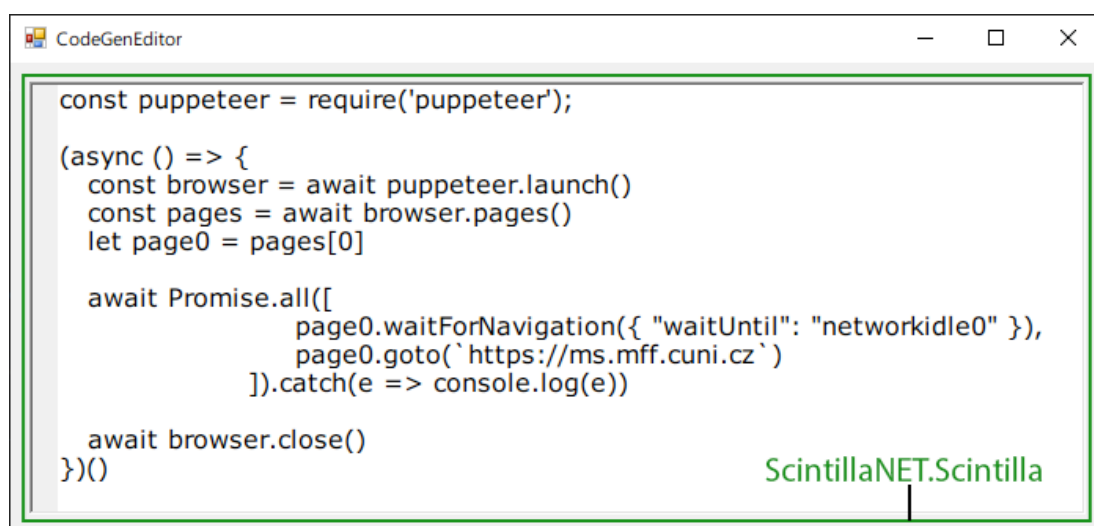 CodeGenEditor
const puppeteer = require('puppeteer');
(async () => {
const browser = await puppeteer.launch()
const pages = await browser.pages()
let page0 = pages[0]
await Promise.all([
page0.waitForNavigation({ "waitUntil": "networkidle0" }),
page0.goto(`https://ms.mff.cuni.cz`)
]).catch(e => console.log(e))
await browser.close()
})()
ScintillaNET.Scintilla